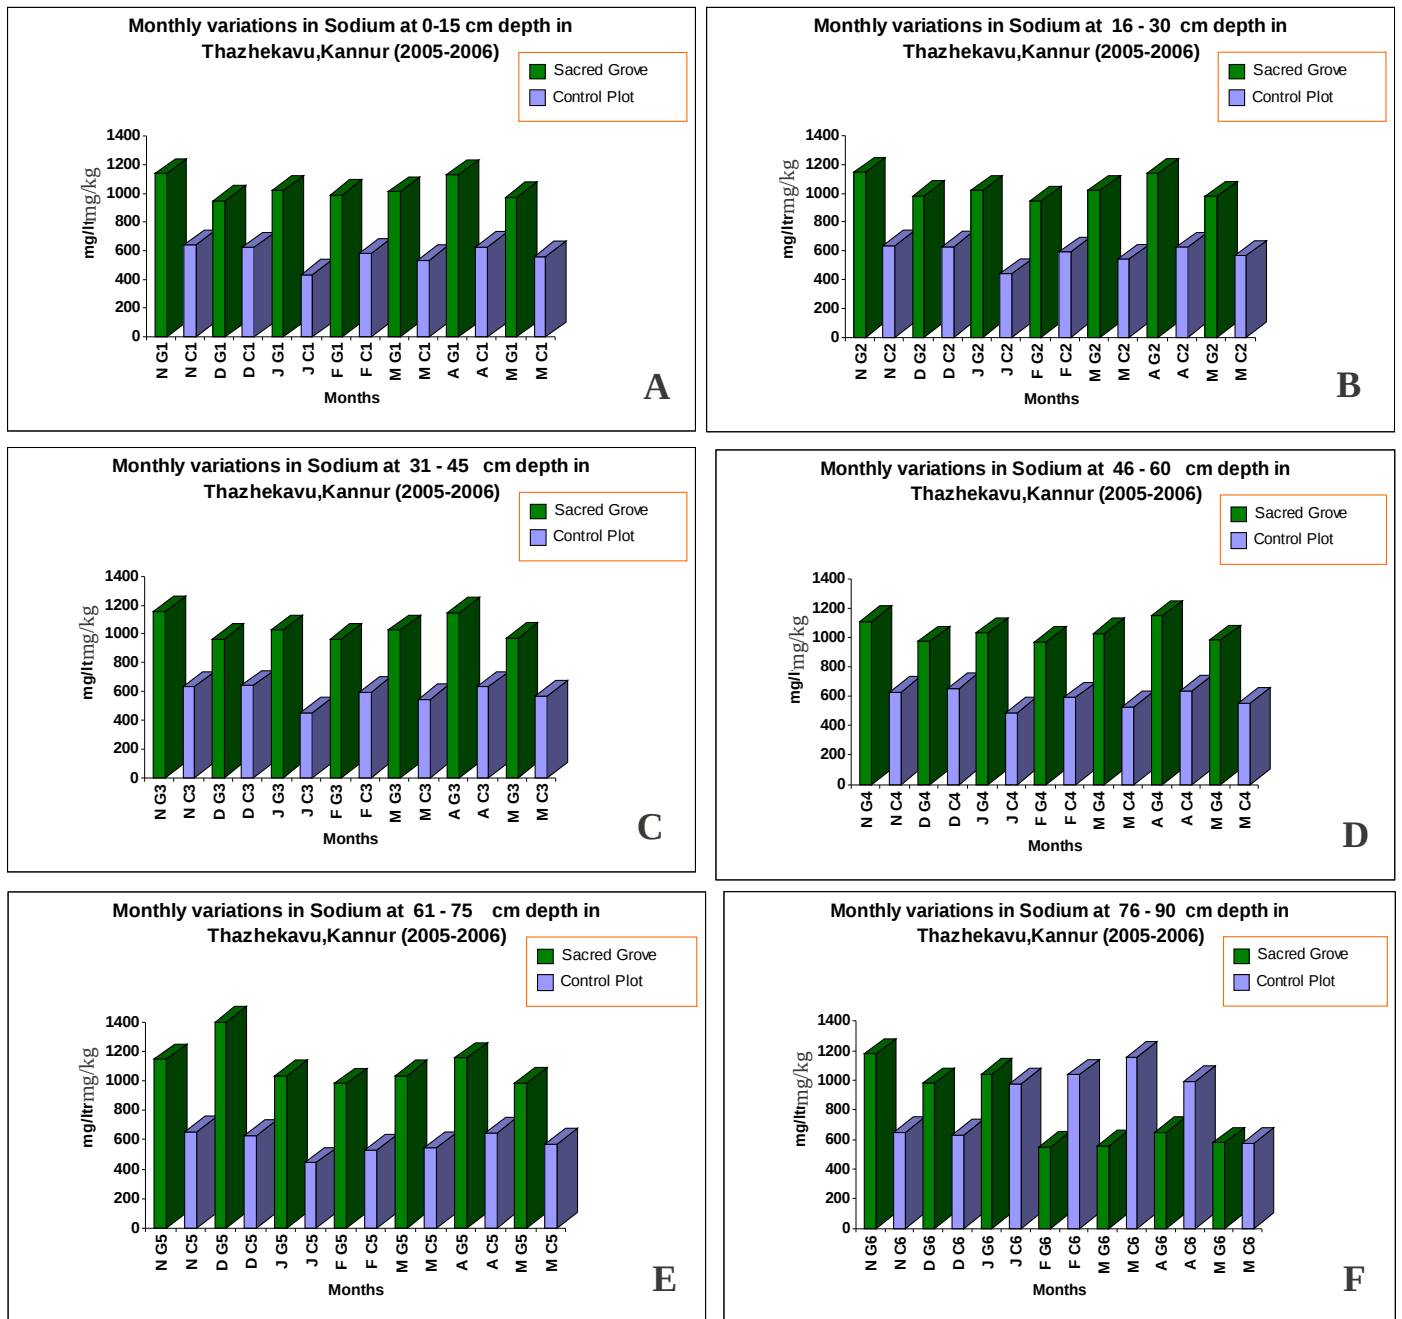 Monthly variations in Sodium at 0-15 cm depth in
Thazhekavu,Kannur (2005-2006)
Sacred Grove
Control Plot
mg/ltrmg/kg
1400
1200
1000
800
600
400
200
0
N G1 N C1 D G1 D C1 J G1 J C1 F G1 F C1 M G1 M C1 A G1 A C1 M G1 M C1
Months
A
Monthly variations in Sodium at 16 - 30 cm depth in
Thazhekavu,Kannur (2005-2006)
Sacred Grove
Control Plot
mg/ltrmg/kg
1400
1200
1000
800
600
400
200
0
N G2 N C2 D G2 D C2 J G2 J C2 F G2 F C2 M G2 M C2 A G2 A C2 M G2 M C2
Months
B
Monthly variations in Sodium at 31 - 45 cm depth in
Thazhekavu,Kannur (2005-2006)
Sacred Grove
Control Plot
mg/ltmg/kg
1400
1200
1000
800
600
400
200
0
N G3 N C3 D G3 D C3 J G3 J C3 F G3 F C3 M G3 M C3 A G3 A C3 M G3 M C3
Months
C
Monthly variations in Sodium at 46 - 60 cm depth in
Thazhekavu,Kannur (2005-2006)
Sacred Grove
Control Plot
mg/lmg/kg
1400
1200
1000
800
600
400
200
0
N G4 N C4 D G4 D C4 J G4 J C4 F G4 F C4 M G4 M C4 A G4 A C4 M G4 M C4
Months
D
Monthly variations in Sodium at 61 - 75 cm depth in
Thazhekavu,Kannur (2005-2006)
Sacred Grove
Control Plot
mg/ltrmg/kg
1400
1200
1000
800
600
400
200
0
N G5 N C5 D G5 D C5 J G5 J C5 F G5 F C5 M G5 M C5 A G5 A C5 M G5 M C5
Months
E
Monthly variations in Sodium at 76 - 90 cm depth in
Thazhekavu,Kannur (2005-2006)
Sacred Grove
Control Plot
mg/ltrmg/kg
1400
1200
1000
800
600
400
200
0
N G6 N C6 D G6 D C6 J G6 J C6 F G6 F C6 M G6 M C6 A G6 A C6 M G6 M C6
Months
F